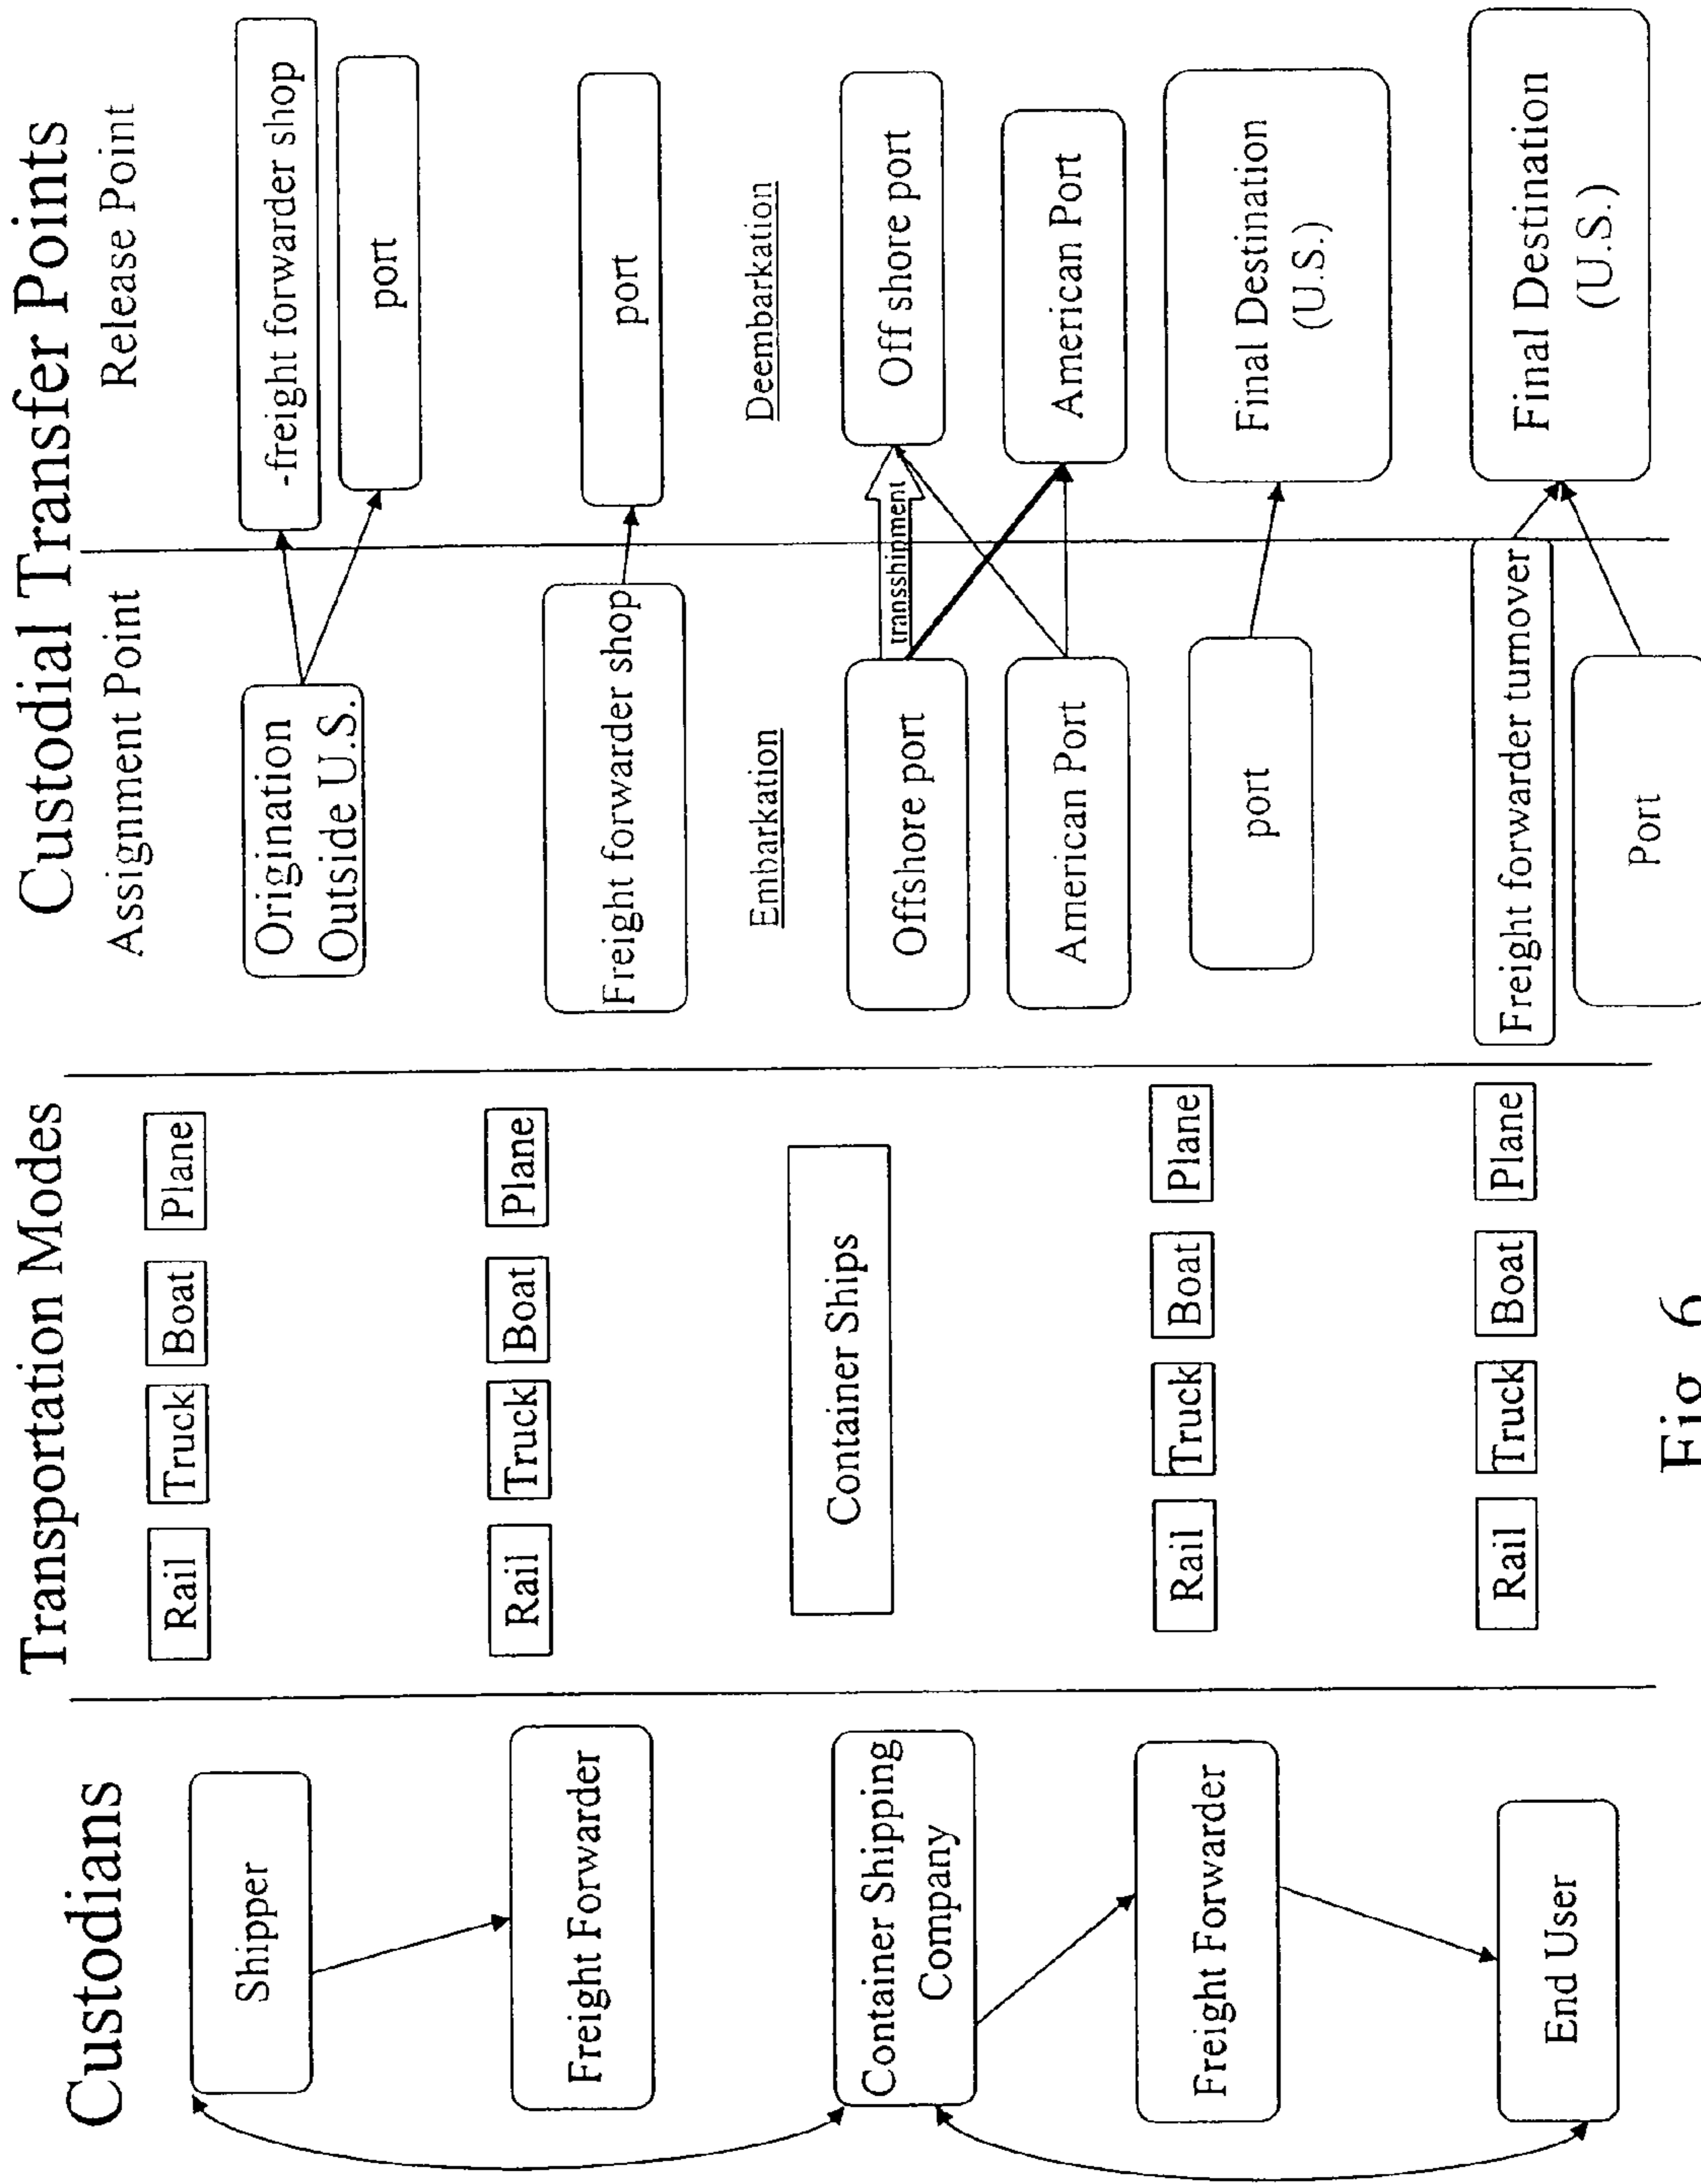 Custodians
Transportation Modes
Custodial Transfer Points
Assignment Point
Release Point
Shipper
Rail
Truck
Boat
Plane
Origination
Outside U.S.
-freight forwarder shop
port
Freight Forwarder
Rail
Truck
Boat
Plane
Freight forwarder shop
port
Embarkation
Deembarkation
Container Shipping
Company
Container Ships
Offshore port
transshipment
Off shore port
American Port
American Port
Freight Forwarder
Rail
Truck
Boat
Plane
port
Final Destination
(U.S.)
End User
Rail
Truck
Boat
Plane
Freight forwarder turnover
Port
Final Destination
(U.S.)
Fig. 6